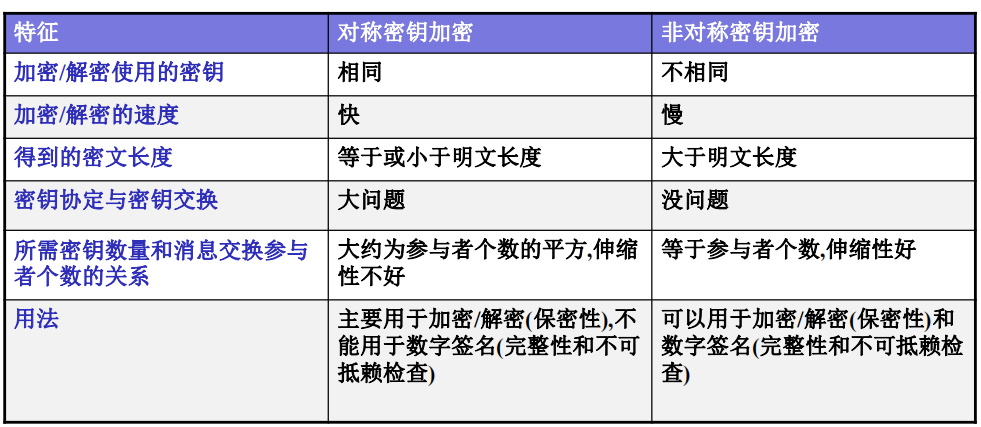 特征 对称密钥加密 非对称密钥加密
加密/解密使用的密钥 相同 不相同
加密/解密的速度 快 慢
得到的密文长度 等于或小于明文长度 大于明文长度
密钥协定与密钥交换 大问题 没问题
所需密钥数量和消息交换参与
者个数的关系
大约为参与者个数的平方,伸缩
性不好
等于参与者个数,伸缩性好
用法
主要用于加密/解密(保密性),不
能用于数字签名(完整性和不可
抵赖检查)
可以用于加密/解密(保密性)和
数字签名(完整性和不可抵赖检
查)